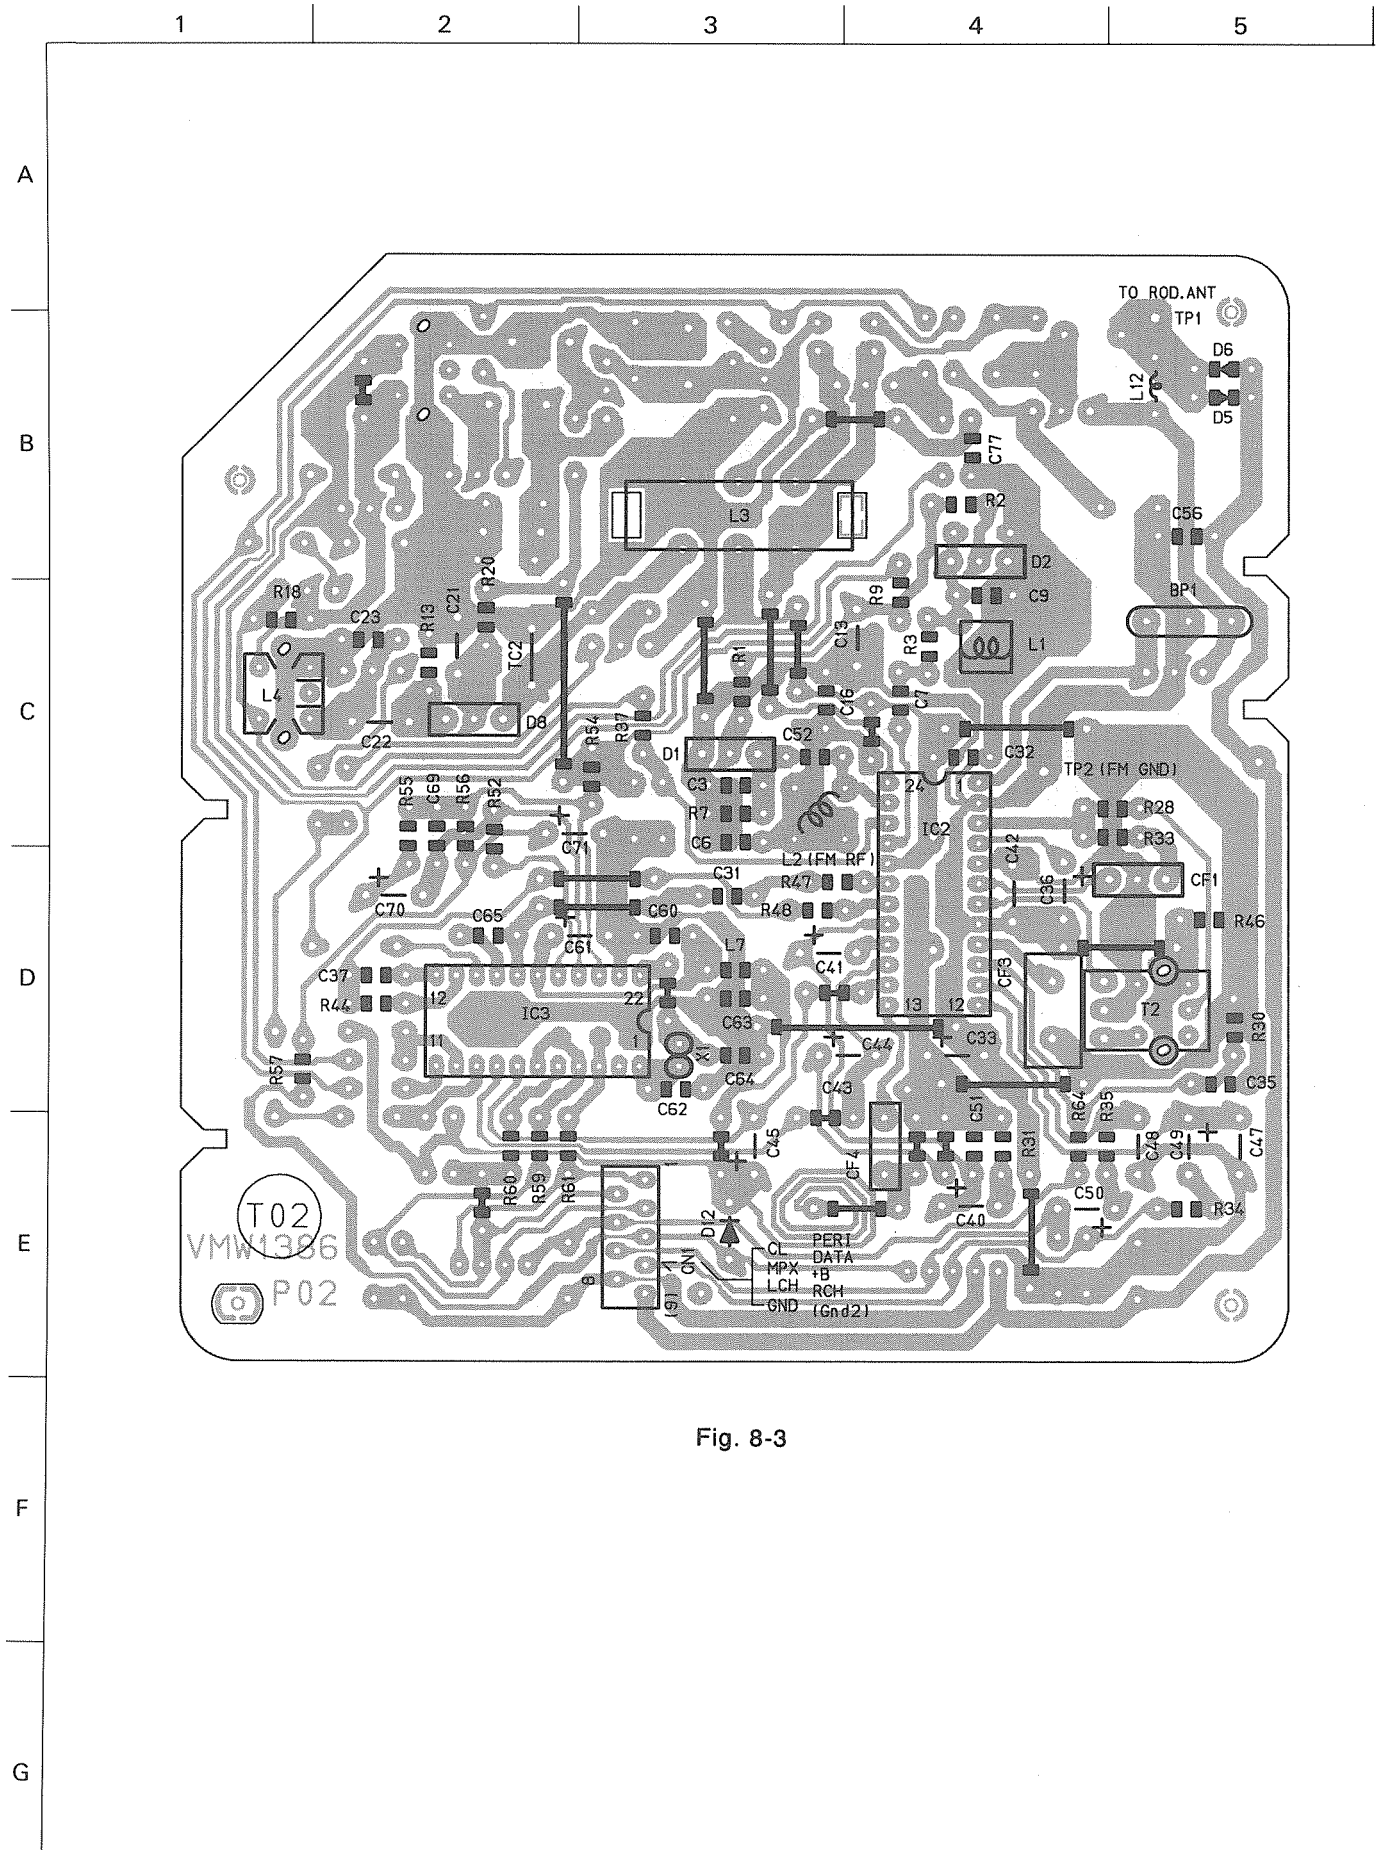 1 2 3 4 5
A
TO ROD.ANT
TP1
D6
L12
D5
B
C77
R2
L3
C56
D2
R20
R18
C21
R9
C9
BP1
C23
R13
C13
TC2
R3
L1
R1
L4
C
C16
C7
D8
R54
R37
C22
C52
D1
C32
TP2 (FM GND)
C3
24 1
R55
C69
R56
R52
R7
R28
IC2
C71
C6
C42
R33
L2 (FM RF)
C31
R47
C36
CF1
C70
C65
C60
R48
R46
C61
L7
C41
CF3
D
C37
R44
12
22
IC3
13 12
T2
C63
R30
11
1
X1
C44
C33
R57
C64
C43
C35
C62
C51
R64
R35
C45
R31
C48
C49
C47
CF4
R60
R59
R61
1
C50
T02
C40
R34
D12
E
VMW1386
CL PERI
DATA
CN1
MPX +B
8
7
LCH RCH
P02
(9)
GND (Gnd2)
Fig. 8-3
F
G